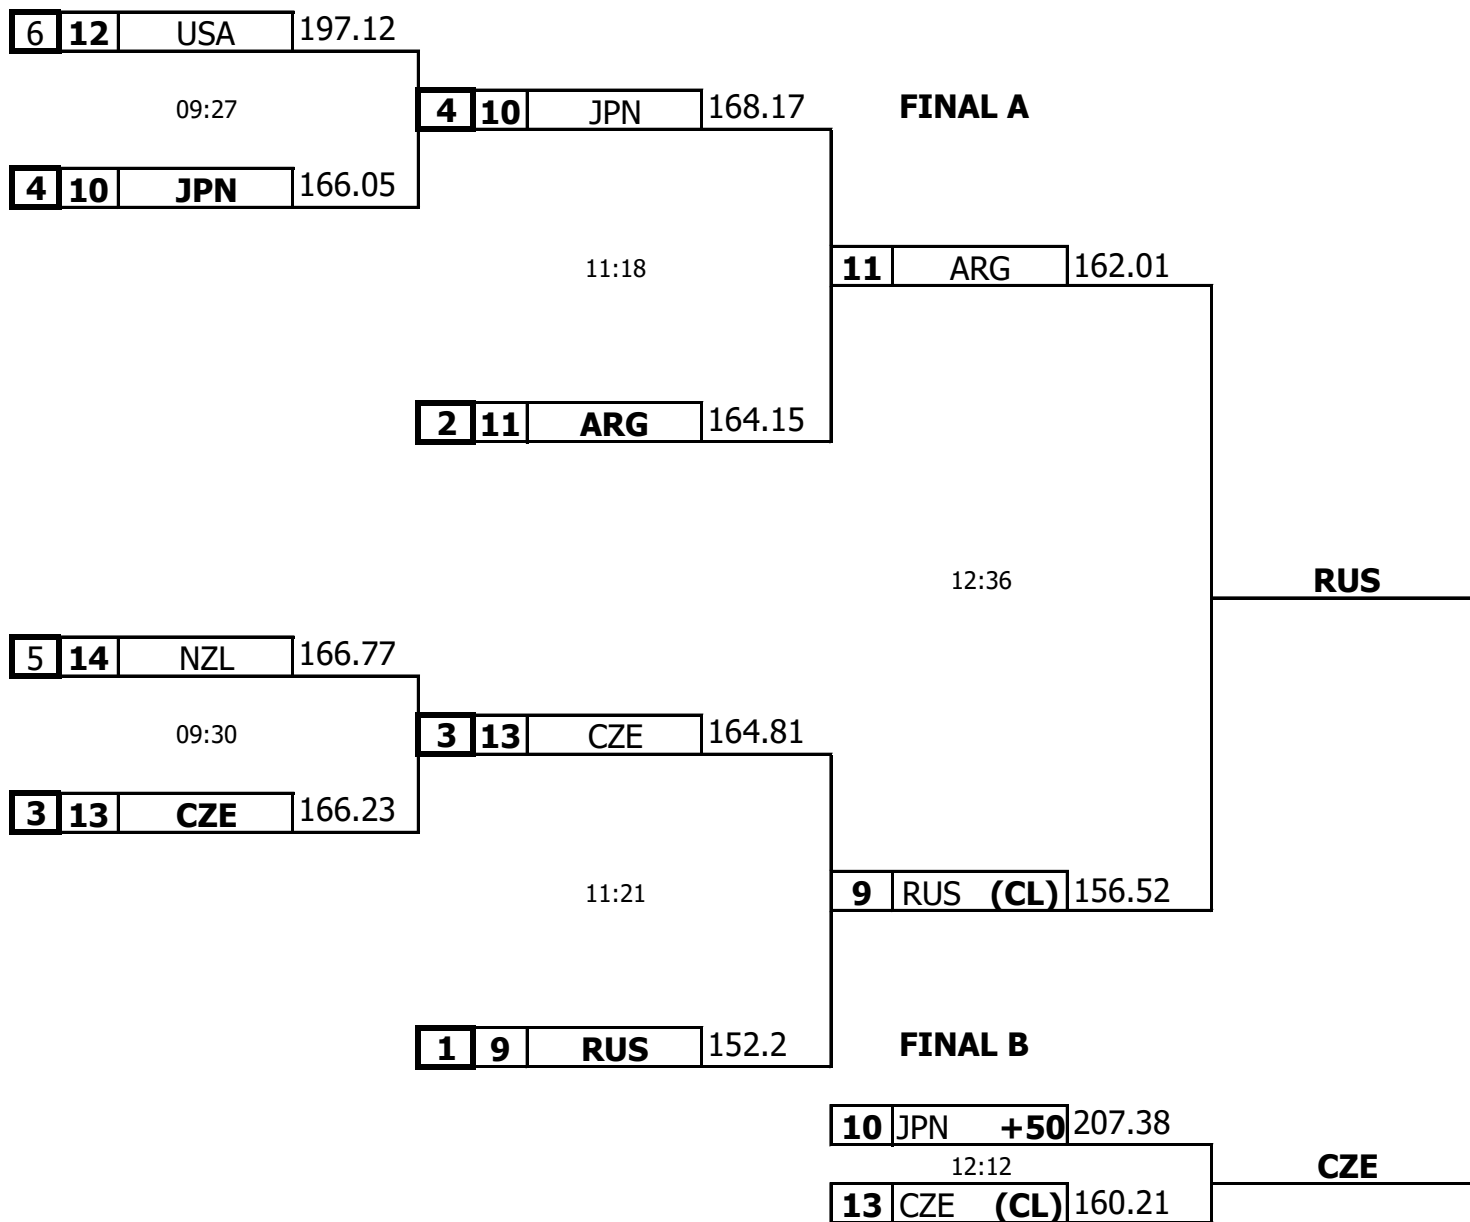 6 12 USA 197.12
09:27
4 10 JPN 168.17
FINAL A
4 10 JPN 166.05
11:18
11 ARG 162.01
2 11 ARG 164.15
12:36
RUS
5 14 NZL 166.77
09:30
3 13 CZE 164.81
3 13 CZE 166.23
11:21
9 RUS (CL) 156.52
1 9 RUS 152.2
FINAL B
10 JPN +50 207.38
12:12
CZE
13 CZE (CL) 160.21